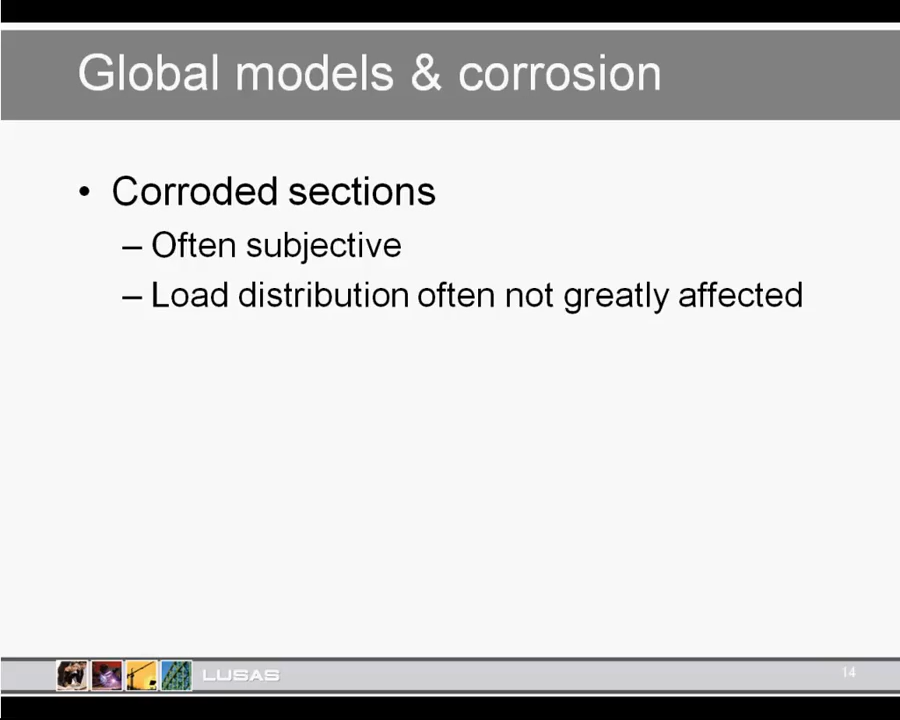 Global models & corrosion
• Corroded sections
– Often subjective
– Load distribution often not greatly affected
LUSAS
14